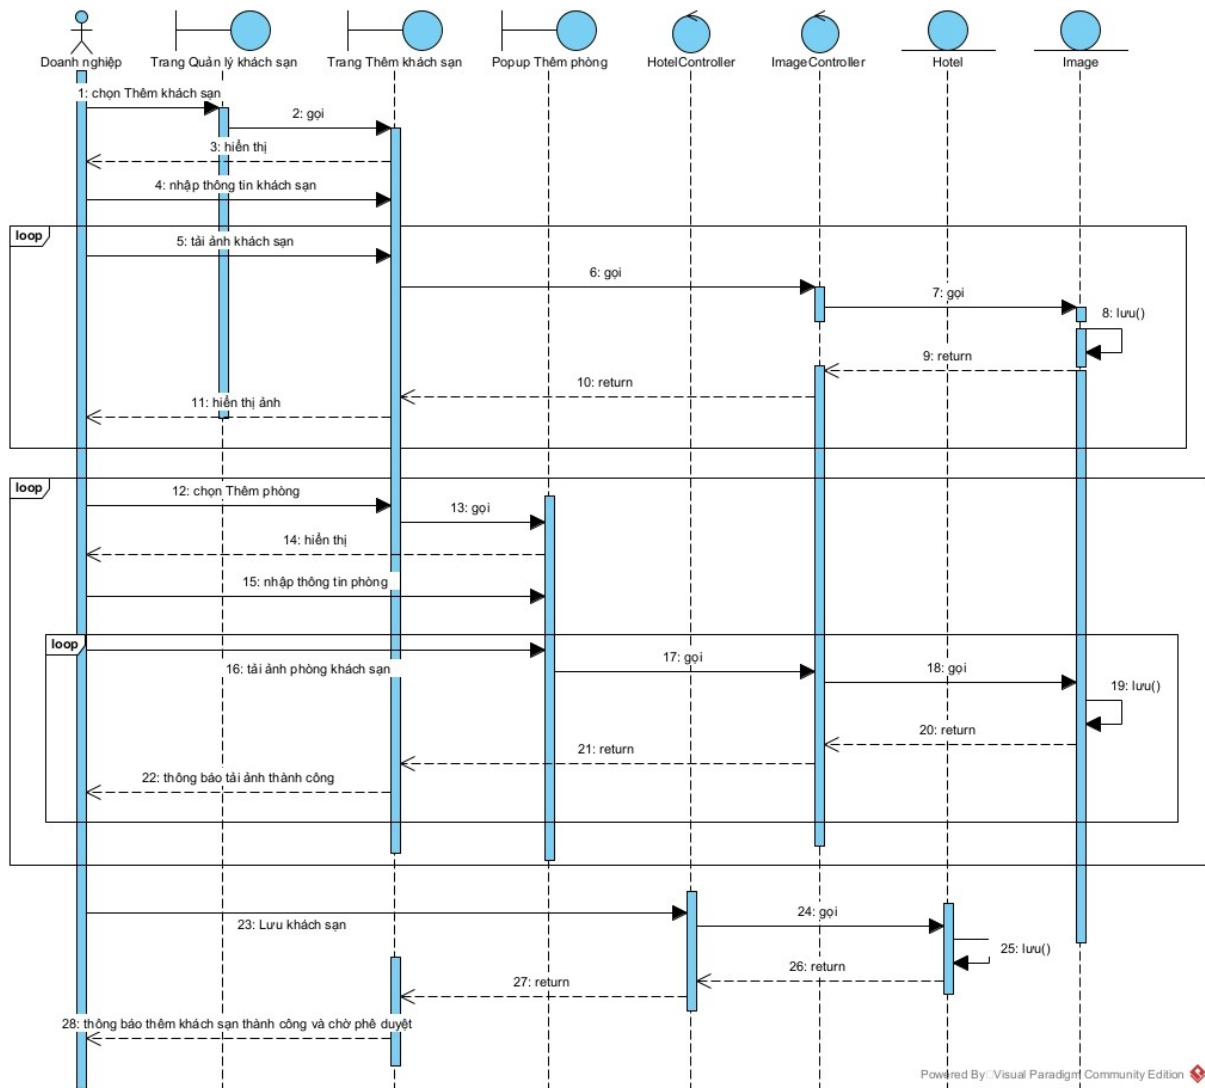 Doanh nghiệp
Trang Quản lý khách sạn
Trang Thêm khách sạn
Popup Thêm phòng
HotelController
ImageController
Hotel
Image
1: chọn Thêm khách sạn
2: gọi
3: hiển thị
4: nhập thông tin khách sạn
loop
5: tải ảnh khách sạn
6: gọi
7: gọi
8: lưu()
9: return
10: return
11: hiển thị ảnh
loop
12: chọn Thêm phòng
13: gọi
14: hiển thị
15: nhập thông tin phòng
loop
16: tải ảnh phòng khách sạn
17: gọi
18: gọi
19: lưu()
20: return
21: return
22: thông báo tải ảnh thành công
23: Lưu khách sạn
24: gọi
25: lưu()
26: return
27: return
28: thông báo thêm khách sạn thành công và chờ phê duyệt
Powered By Visual Paradigm Community Edition